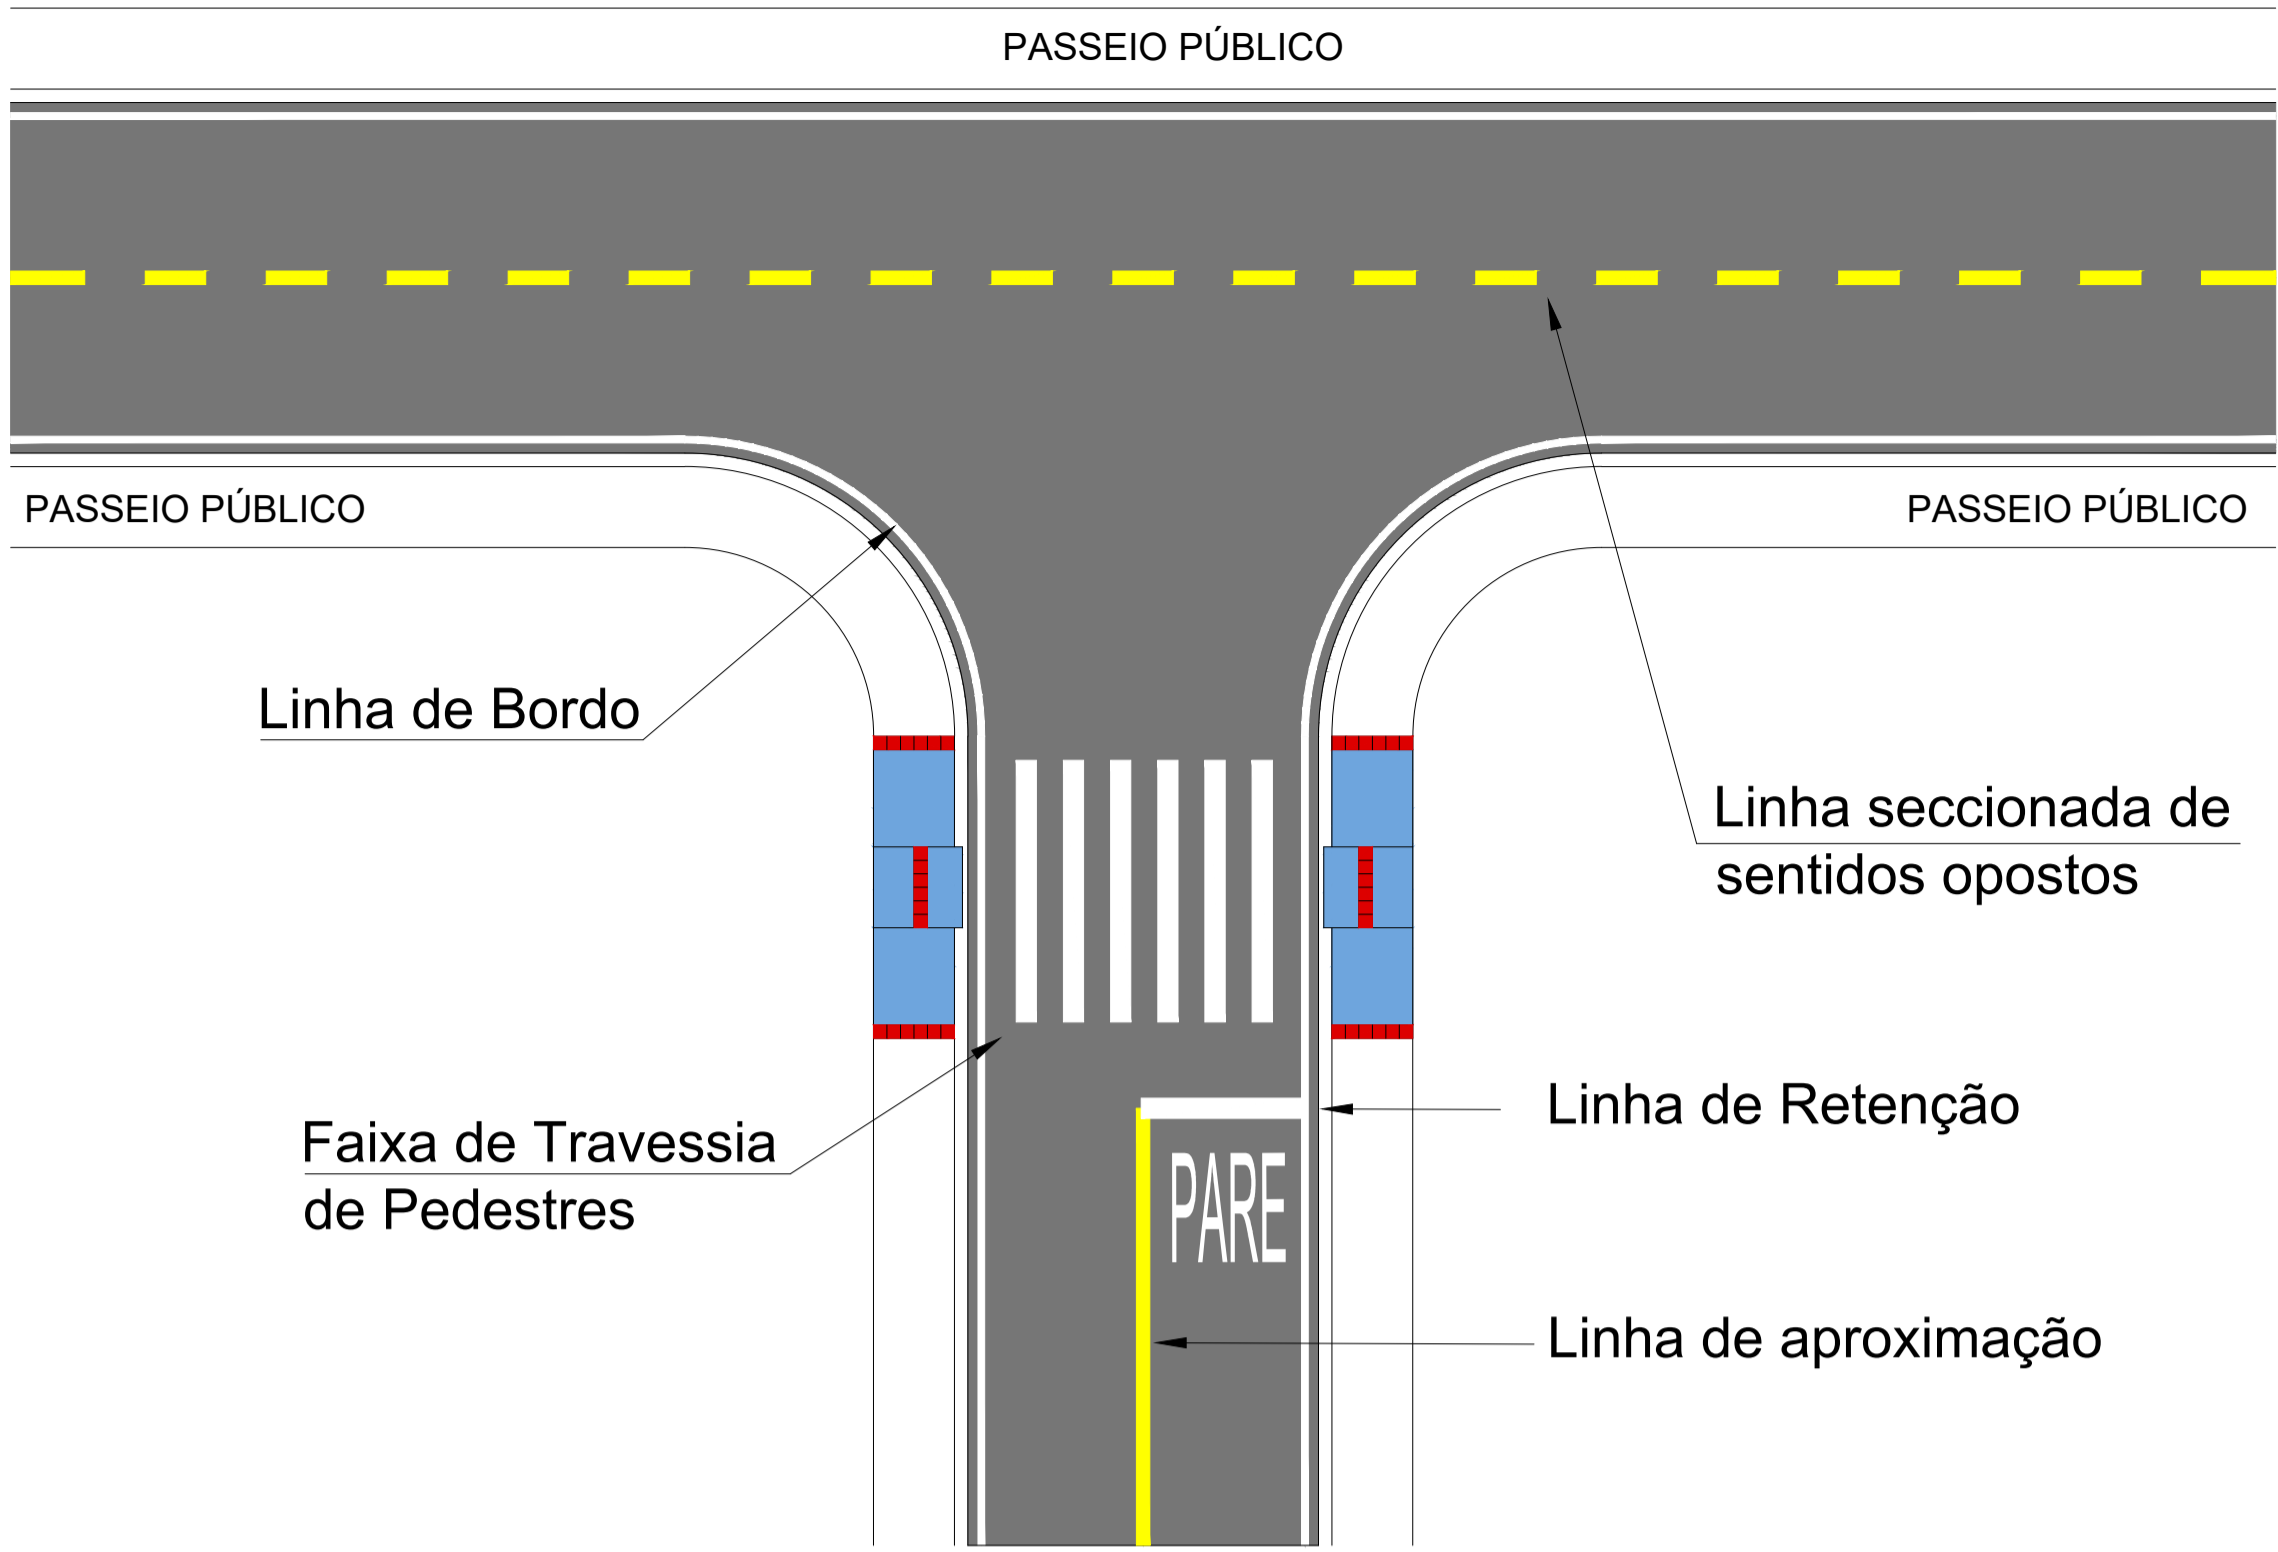 PASSEIO PÚBLICO
PASSEIO PÚBLICO
PASSEIO PÚBLICO
Linha de Bordo
Linha seccionada de
sentidos opostos
Faixa de Travessia
de Pedestres
Linha de Retenção
PARE
Linha de aproximação